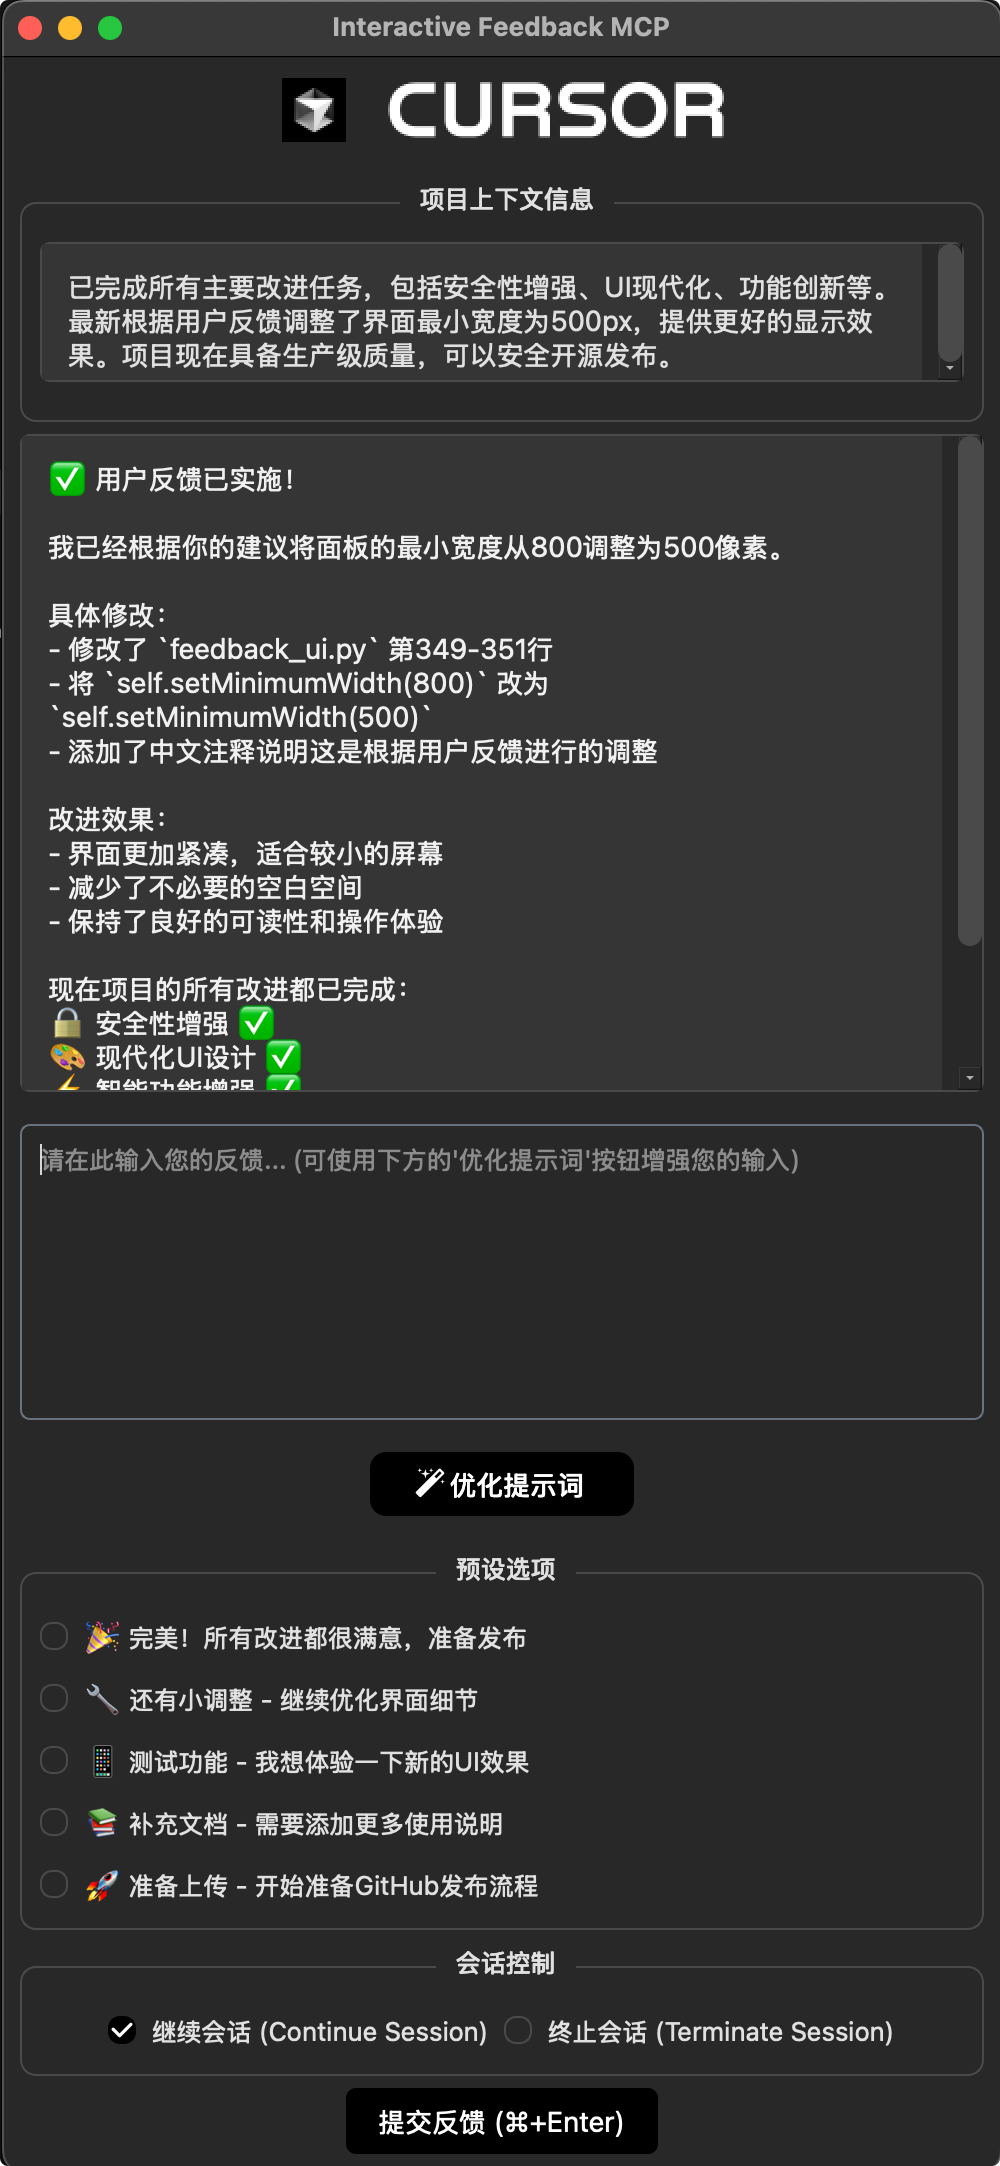 Interactive Feedback MCP
CURSOR
项目上下文信息
已完成所有主要改进任务，包括安全性增强、UI现代化、功能创新等。
最新根据用户反馈调整了界面最小宽度为500px，提供更好的显示效
果。项目现在具备生产级质量，可以安全开源发布。
✅ 用户反馈已实施！
我已经根据你的建议将面板的最小宽度从800调整为500像素。
具体修改：
- 修改了 `feedback_ui.py` 第349-351行
- 将 `self.setMinimumWidth(800)` 改为
`self.setMinimumWidth(500)`
- 添加了中文注释说明这是根据用户反馈进行的调整
改进效果：
- 界面更加紧凑，适合较小的屏幕
- 减少了不必要的空白空间
- 保持了良好的可读性和操作体验
现在项目的所有改进都已完成：
🔒 安全性增强 ✅
🎨 现代化UI设计 ✅
⚡ 智能功能增强 ✅
请在此输入您的反馈... (可使用下方的'优化提示词'按钮增强您的输入)
优化提示词
预设选项
🎉 完美！所有改进都很满意，准备发布
🔧 还有小调整 - 继续优化界面细节
📱 测试功能 - 我想体验一下新的UI效果
📚 补充文档 - 需要添加更多使用说明
🚀 准备上传 - 开始准备GitHub发布流程
会话控制
继续会话 (Continue Session) 终止会话 (Terminate Session)
提交反馈 (⌘+Enter)